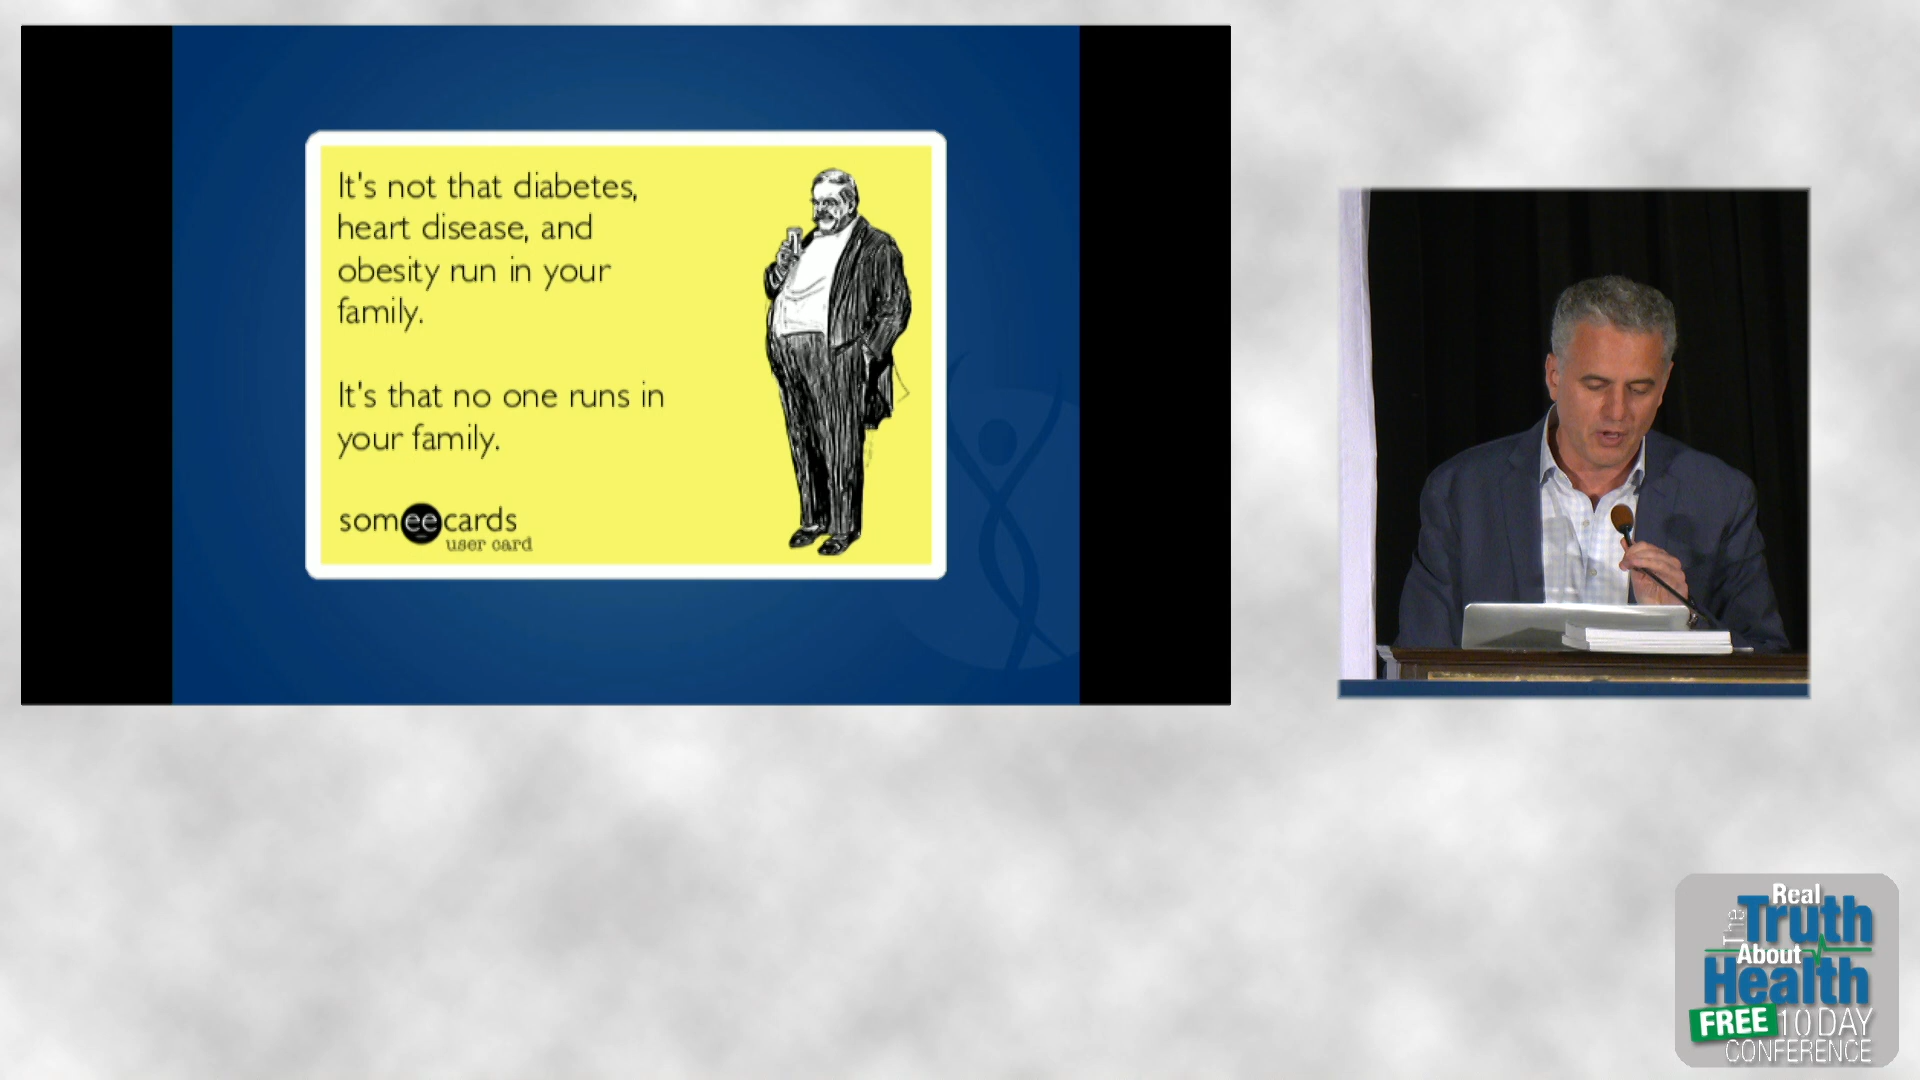 It's not that diabetes,
heart disease, and
obesity run in your
family.
It's that no one runs in
your family.
someecards
user card
The Real
Truth
About
Health
FREE 10 DAY
CONFERENCE